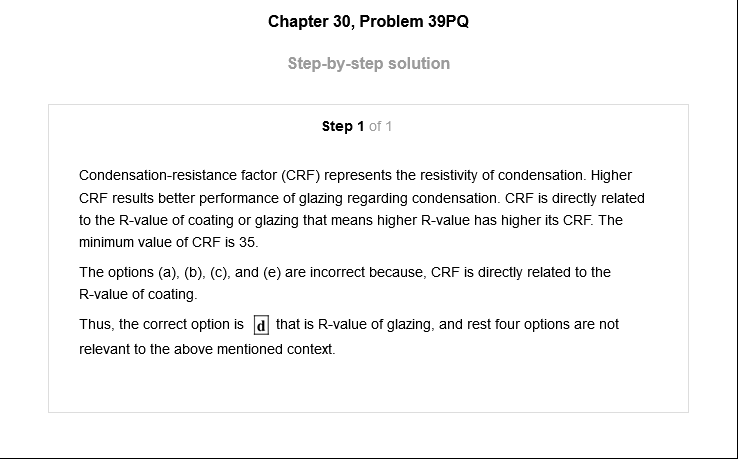 Chapter 30, Problem 39PQ
Step-by-step solution
Step 1 of 1
Condensation-resistance factor (CRF) represents the resistivity of condensation. Higher
CRF results better performance of glazing regarding condensation. CRF is directly related
to the R-value of coating or glazing that means higher R-value has higher its CRF. The
minimum value of CRF is 35.
The options (a), (b), (c), and (e) are incorrect because, CRF is directly related to the
R-value of coating.
Thus, the correct option is d that is R-value of glazing, and rest four options are not
relevant to the above mentioned context.